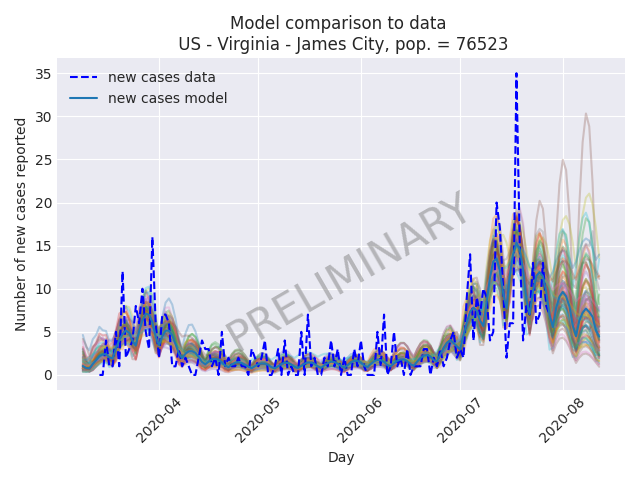 Model comparison to data
US - Virginia - James City, pop. = 76523
new cases data
new cases model
PRELIMINARY
Number of new cases reported
35
30
25
20
15
10
5
0
2020-04
2020-05
2020-06
2020-07
2020-08
Day